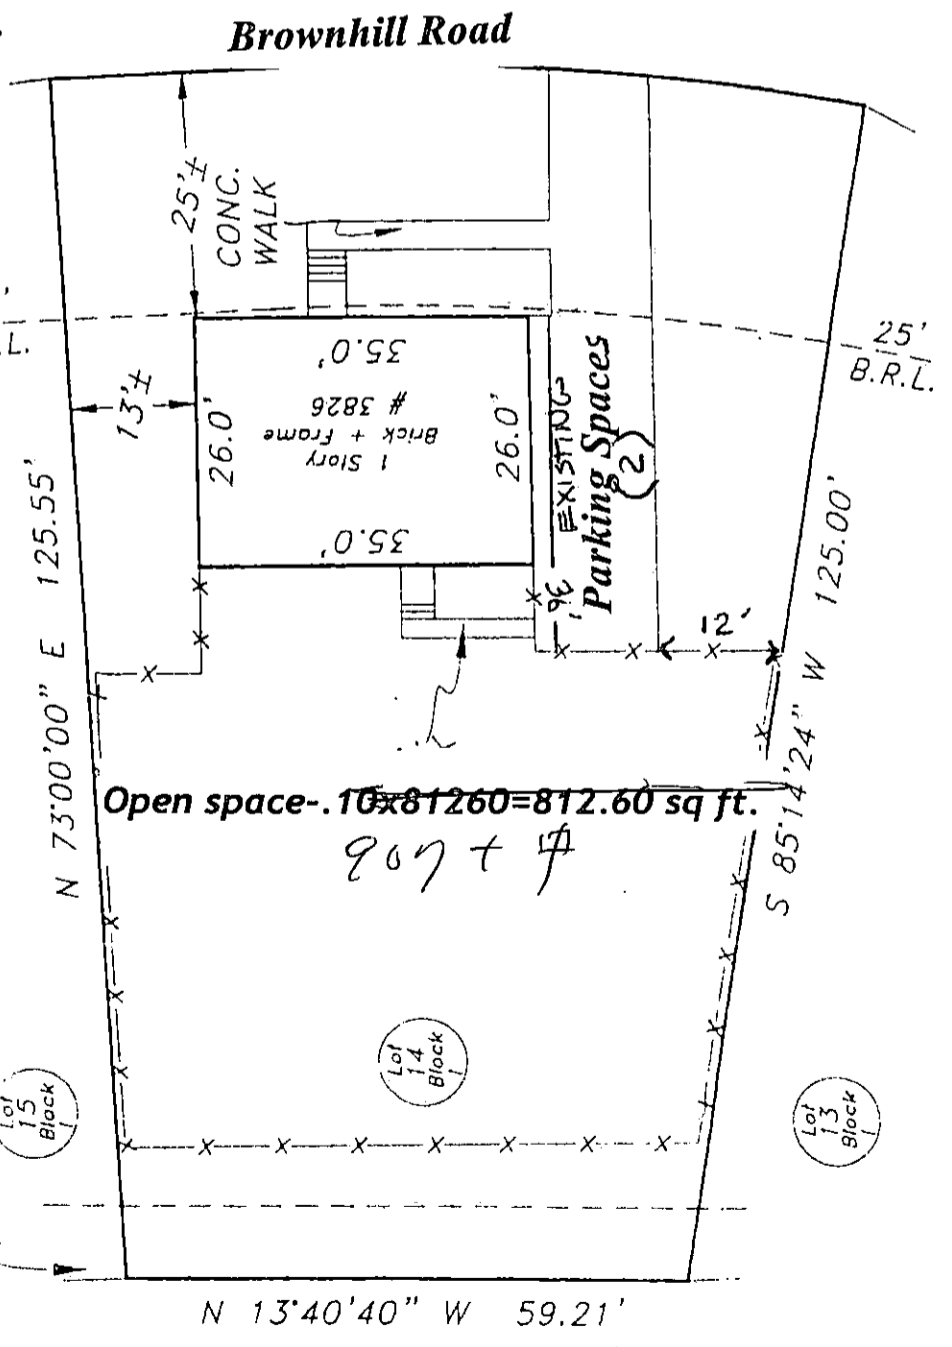 Brownhill Road
25'±
CONC.
WALK
25'
B.R.L.
.L.
13'±
35.0'
26.0'
# 3826
Brick + Frame
1 Story
26.0'
35.0'
EXISTING
Parking Spaces
(2)
36'
12'
N 73°00'00" E 125.55'
S 85°14'24" W 125.00'
Open space-.10x81260=812.60 sq ft.
Lot
14
Block
1
Lot
15
Block
1
Lot
13
Block
1
N 13°40'40" W 59.21'